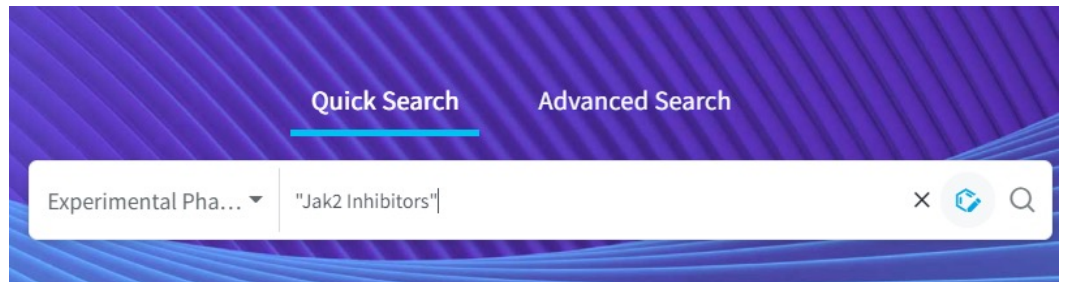 Quick Search Advanced Search
Experimental Pha... "Jak2 Inhibitors"